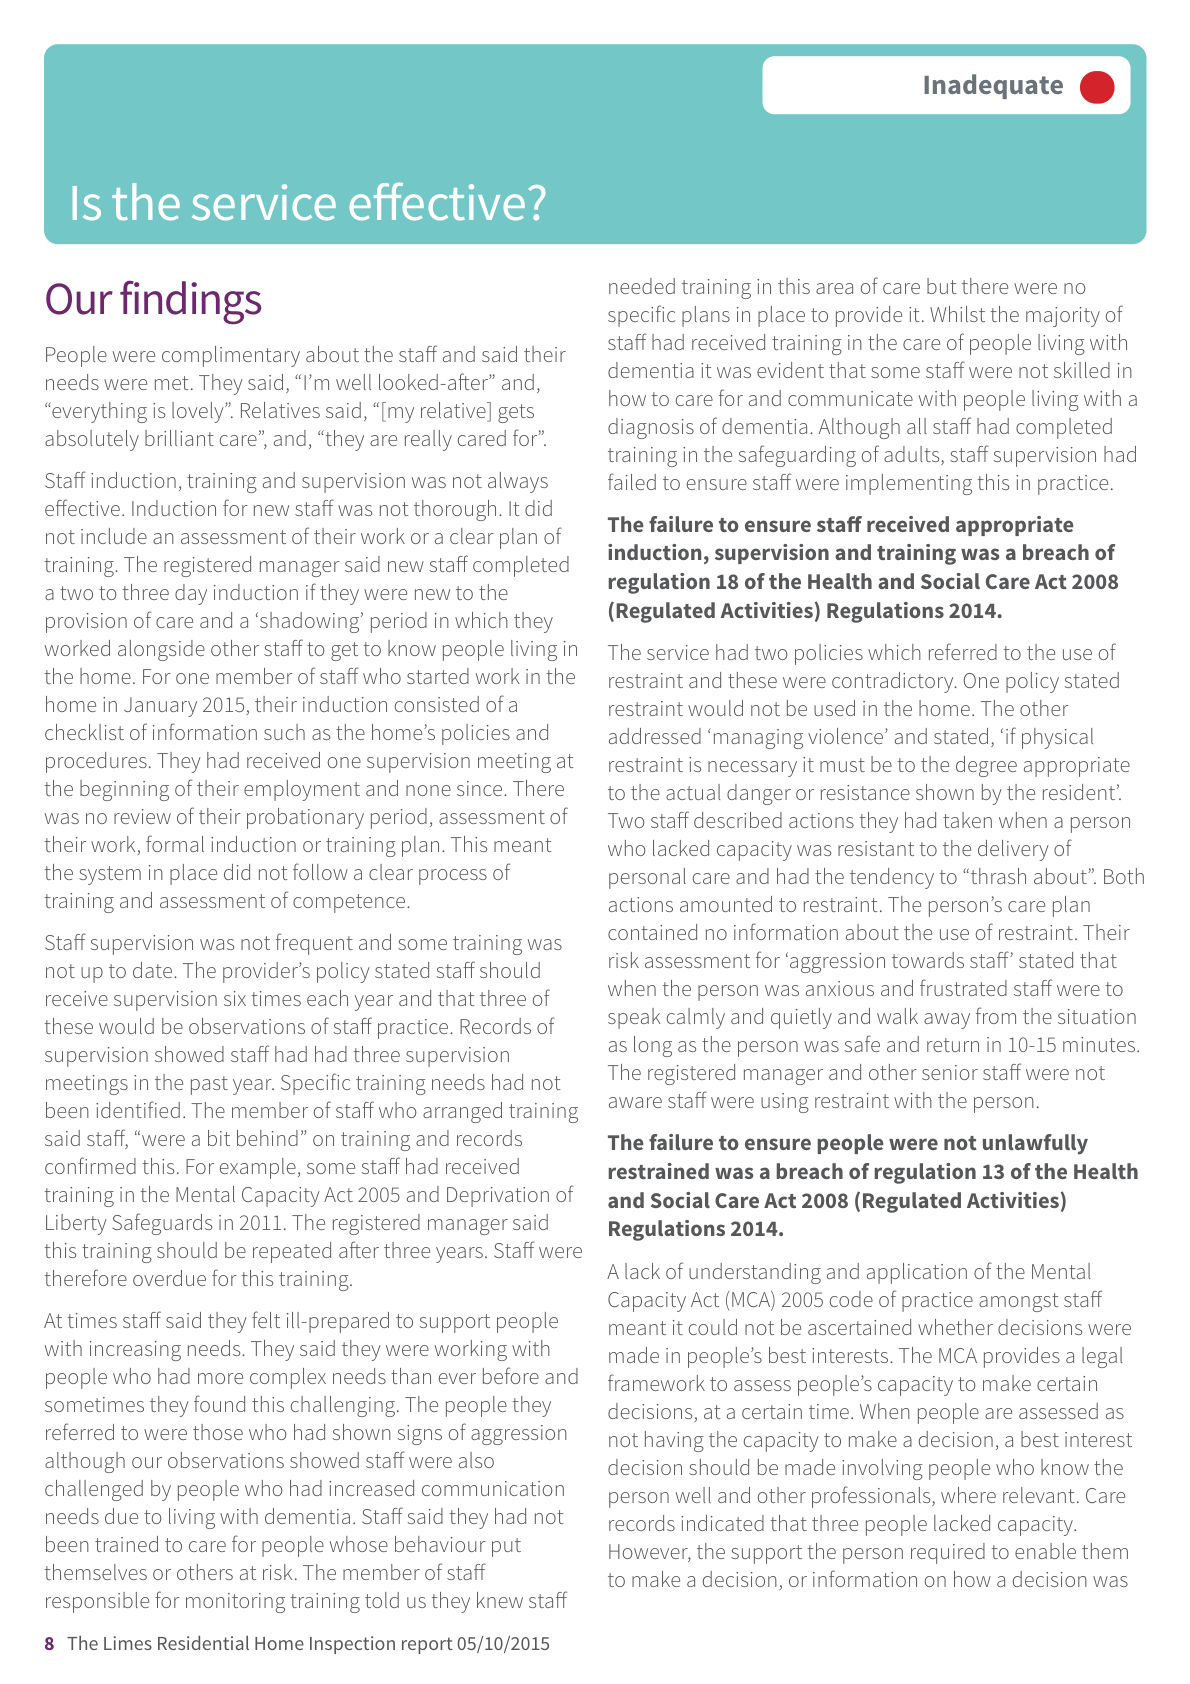 Inadequate
Is the service effective?
Our findings
People were complimentary about the staff and said their
needs were met. They said, “I’m well looked-after” and,
“everything is lovely”. Relatives said, “[my relative] gets
absolutely brilliant care”, and, “they are really cared for”.
Staff induction, training and supervision was not always
effective. Induction for new staff was not thorough. It did
not include an assessment of their work or a clear plan of
training. The registered manager said new staff completed
a two to three day induction if they were new to the
provision of care and a ‘shadowing’ period in which they
worked alongside other staff to get to know people living in
the home. For one member of staff who started work in the
home in January 2015, their induction consisted of a
checklist of information such as the home’s policies and
procedures. They had received one supervision meeting at
the beginning of their employment and none since. There
was no review of their probationary period, assessment of
their work, formal induction or training plan. This meant
the system in place did not follow a clear process of
training and assessment of competence.
Staff supervision was not frequent and some training was
not up to date. The provider’s policy stated staff should
receive supervision six times each year and that three of
these would be observations of staff practice. Records of
supervision showed staff had had three supervision
meetings in the past year. Specific training needs had not
been identified. The member of staff who arranged training
said staff, “were a bit behind” on training and records
confirmed this. For example, some staff had received
training in the Mental Capacity Act 2005 and Deprivation of
Liberty Safeguards in 2011. The registered manager said
this training should be repeated after three years. Staff were
therefore overdue for this training.
At times staff said they felt ill-prepared to support people
with increasing needs. They said they were working with
people who had more complex needs than ever before and
sometimes they found this challenging. The people they
referred to were those who had shown signs of aggression
although our observations showed staff were also
challenged by people who had increased communication
needs due to living with dementia. Staff said they had not
been trained to care for people whose behaviour put
themselves or others at risk. The member of staff
responsible for monitoring training told us they knew staff
needed training in this area of care but there were no
specific plans in place to provide it. Whilst the majority of
staff had received training in the care of people living with
dementia it was evident that some staff were not skilled in
how to care for and communicate with people living with a
diagnosis of dementia. Although all staff had completed
training in the safeguarding of adults, staff supervision had
failed to ensure staff were implementing this in practice.
The failure to ensure staff received appropriate
induction, supervision and training was a breach of
regulation 18 of the Health and Social Care Act 2008
(Regulated Activities) Regulations 2014.
The service had two policies which referred to the use of
restraint and these were contradictory. One policy stated
restraint would not be used in the home. The other
addressed ‘managing violence’ and stated, ‘if physical
restraint is necessary it must be to the degree appropriate
to the actual danger or resistance shown by the resident’.
Two staff described actions they had taken when a person
who lacked capacity was resistant to the delivery of
personal care and had the tendency to “thrash about”. Both
actions amounted to restraint. The person’s care plan
contained no information about the use of restraint. Their
risk assessment for ‘aggression towards staff’ stated that
when the person was anxious and frustrated staff were to
speak calmly and quietly and walk away from the situation
as long as the person was safe and return in 10-15 minutes.
The registered manager and other senior staff were not
aware staff were using restraint with the person.
The failure to ensure people were not unlawfully
restrained was a breach of regulation 13 of the Health
and Social Care Act 2008 (Regulated Activities)
Regulations 2014.
A lack of understanding and application of the Mental
Capacity Act (MCA) 2005 code of practice amongst staff
meant it could not be ascertained whether decisions were
made in people’s best interests. The MCA provides a legal
framework to assess people’s capacity to make certain
decisions, at a certain time. When people are assessed as
not having the capacity to make a decision, a best interest
decision should be made involving people who know the
person well and other professionals, where relevant. Care
records indicated that three people lacked capacity.
However, the support the person required to enable them
to make a decision, or information on how a decision was
8 The Limes Residential Home Inspection report 05/10/2015